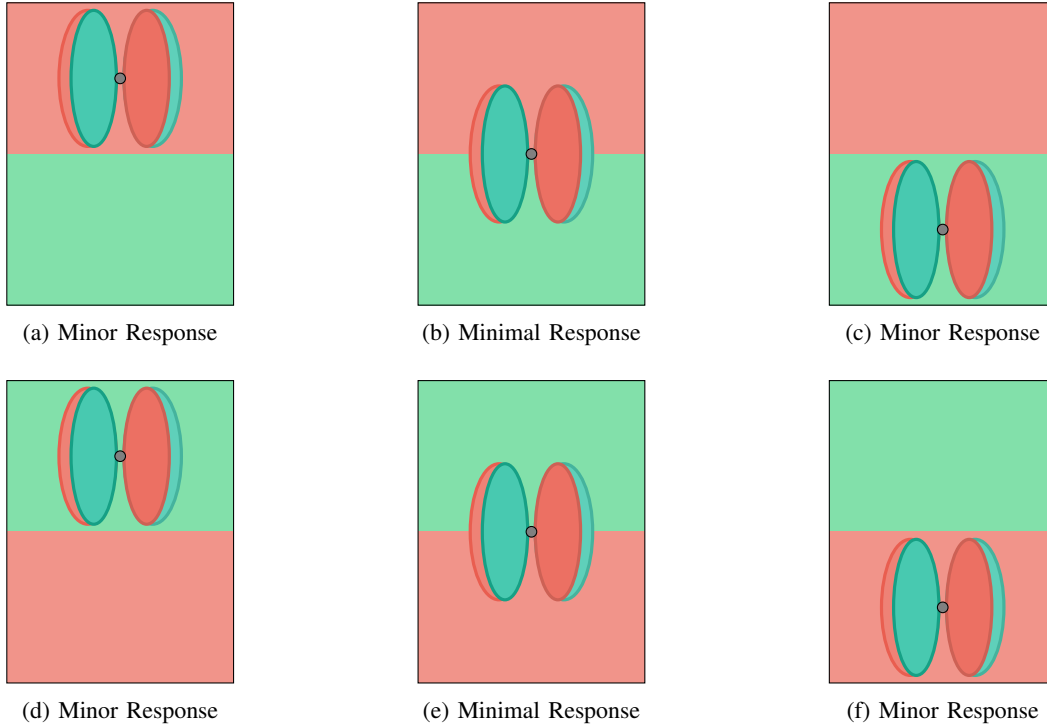 (a) Minor Response
(b) Minimal Response
(c) Minor Response
(d) Minor Response
(e) Minimal Response
(f) Minor Response